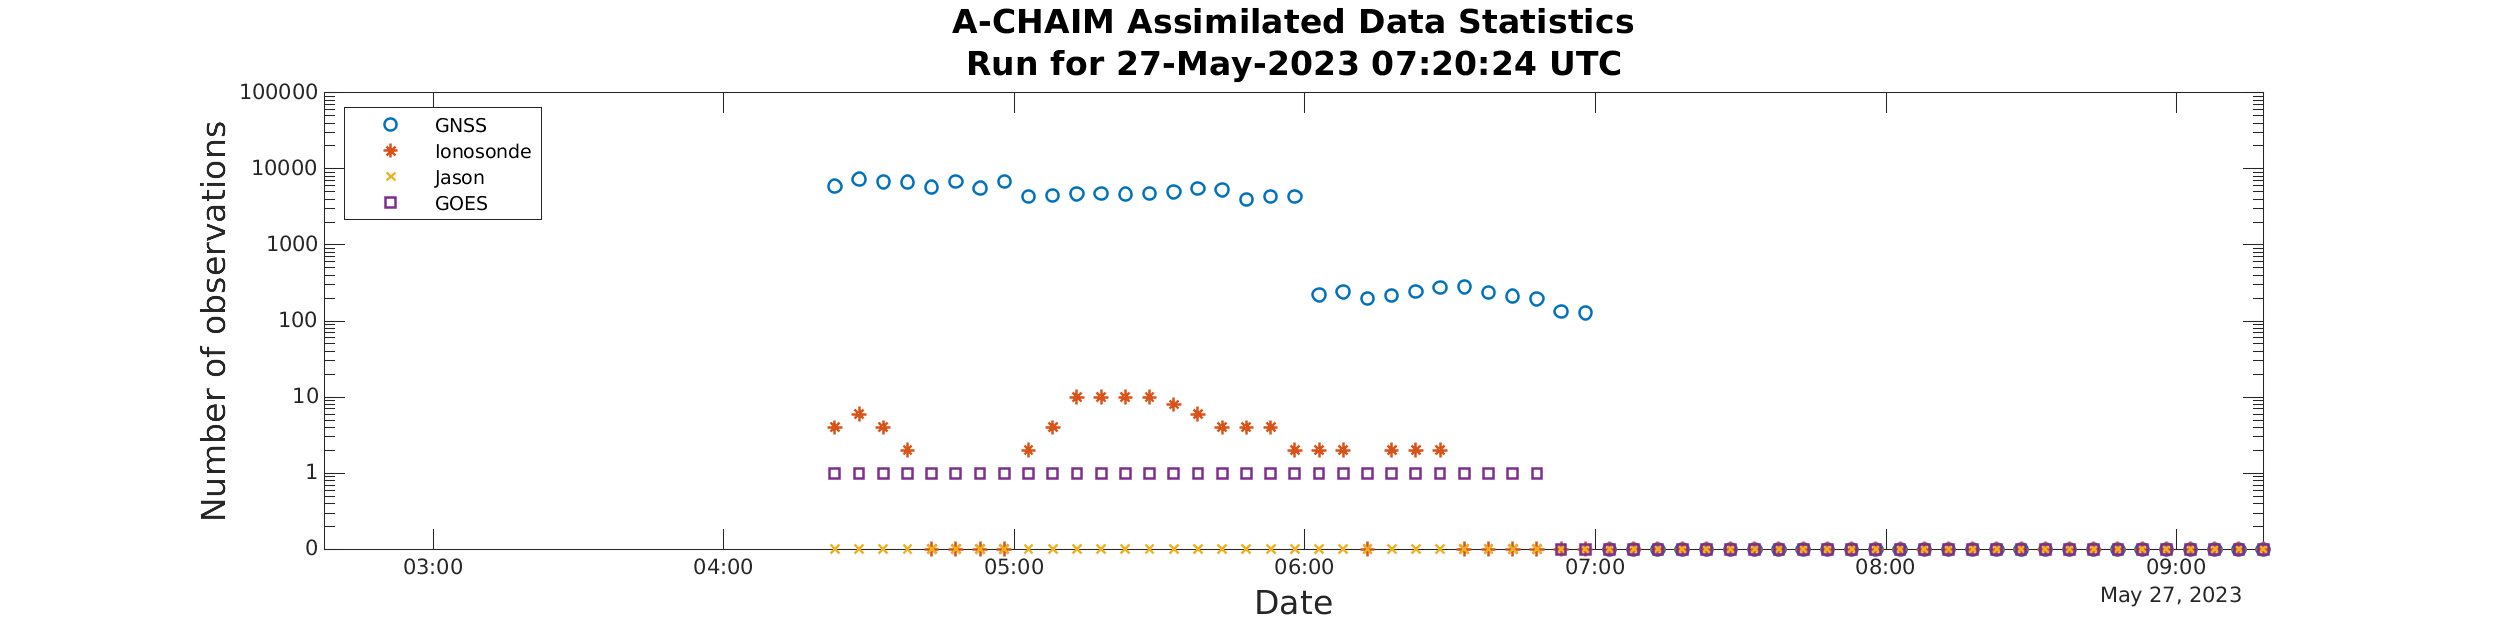 A-CHAIM Assimilated Data Statistics
Run for 27-May-2023 07:20:24 UTC
Number of observations
100000
10000
1000
100
10
1
0
GNSS
Ionosonde
Jason
GOES
03:00 04:00 05:00 06:00 07:00 08:00 09:00
May 27, 2023
Date